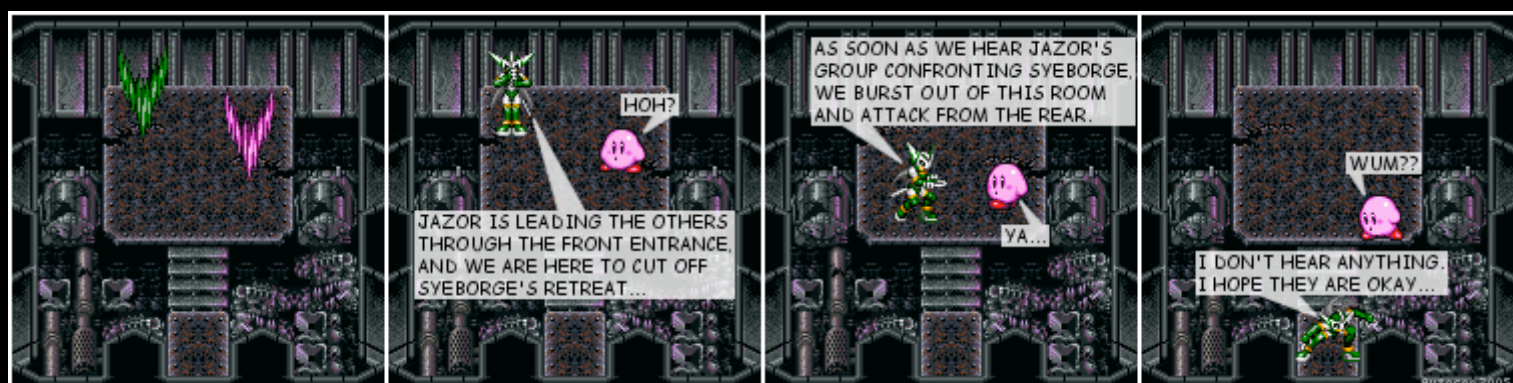 HOH?
JAZOR IS LEADING THE OTHERS
THROUGH THE FRONT ENTRANCE,
AND WE ARE HERE TO CUT OFF
SYEBORGE'S RETREAT...
AS SOON AS WE HEAR JAZOR'S
GROUP CONFRONTING SYEBORGE,
WE BURST OUT OF THIS ROOM
AND ATTACK FROM THE REAR.
YA...
WUM??
I DON'T HEAR ANYTHING.
I HOPE THEY ARE OKAY...